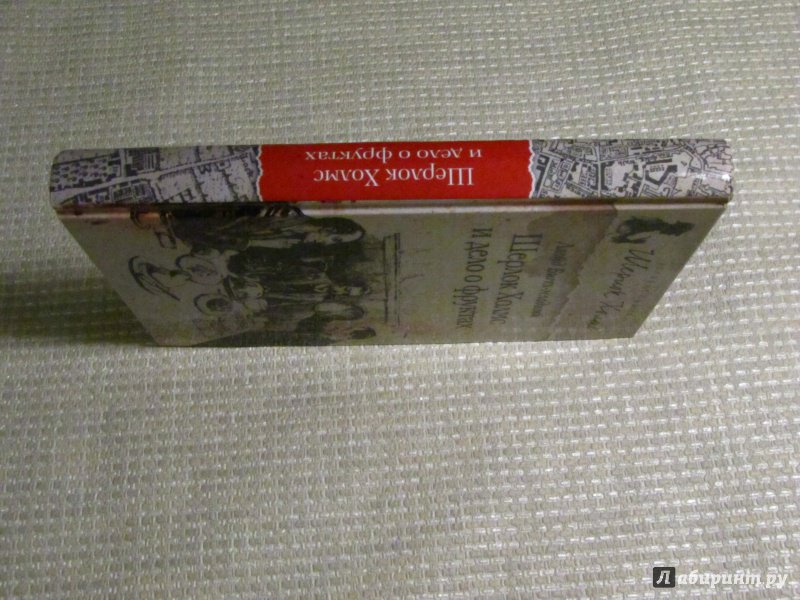 Шерлок Холмс
и дело о фруктах
Шерлок Холмс
и дело о фруктах
Лабиринт.ру